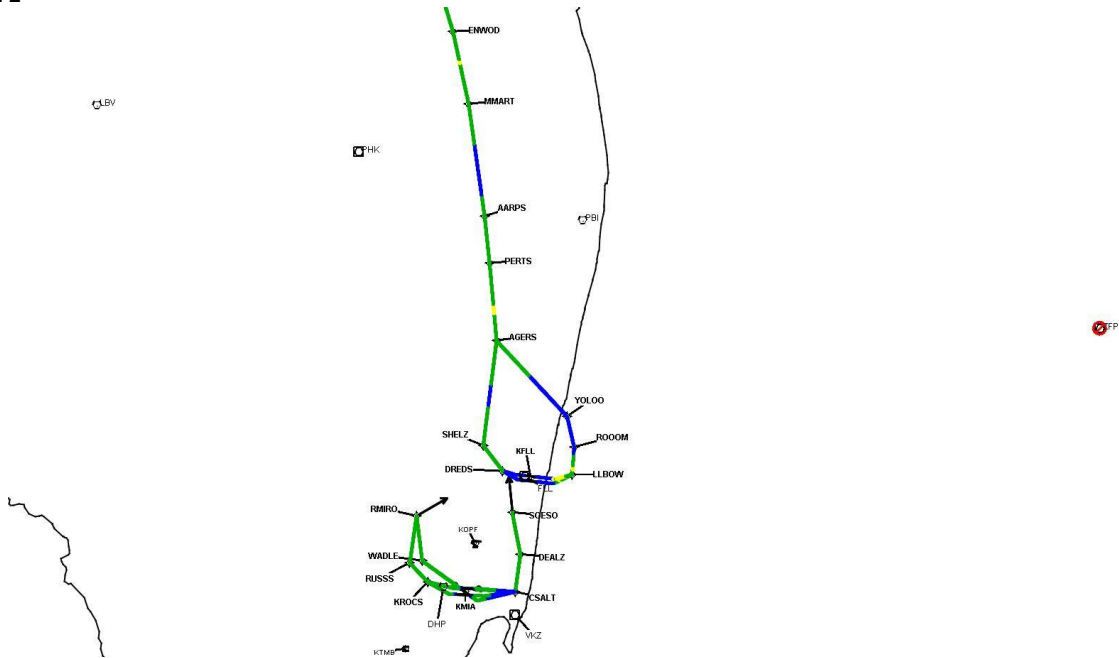 ENWOD
MMART
LBV
PHK
AARPS
PBI
PERTS
ZFP
AGERS
YOLOO
SHELZ
ROOOM
KFLL
DREDS
LLBOW
FLL
RMIRO
KOPF
DEALZ
WADLE
RUSSS
KROCS
CSALT
KMIA
DHP
VKZ
KTMB